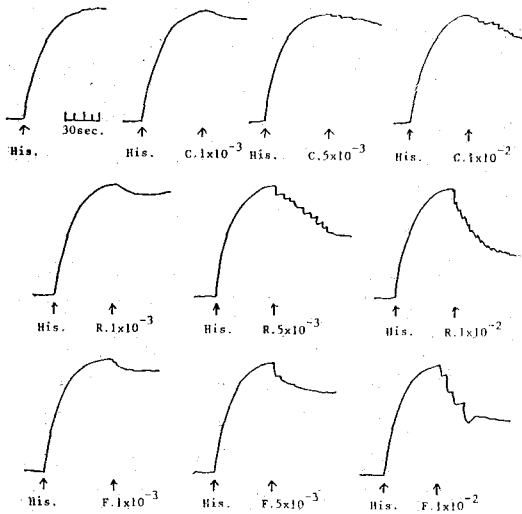 30sec.
His. His. C.1x10-3 His. C.5x10-3 His. C.1x10-2
His. R.1x10-3 His. R.5x10-3 His. R.1x10-2
His. F.1x10-3 His. F.5x10-3 His. F.1x10-2